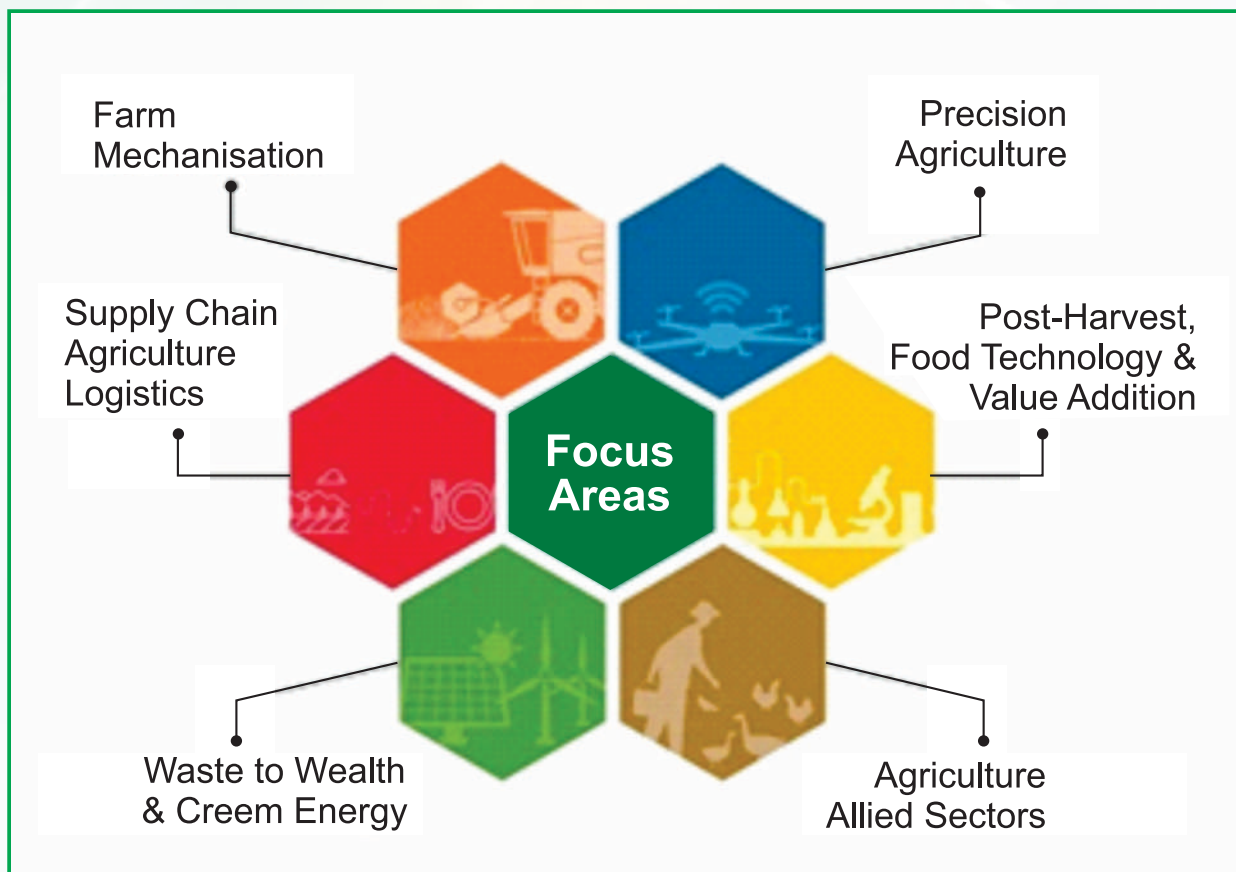 Farm
Mechanisation
Precision
Agriculture
Supply Chain
Agriculture
Logistics
Post-Harvest,
Food Technology &
Value Addition
Focus
Areas
Waste to Wealth
& Creem Energy
Agriculture
Allied Sectors